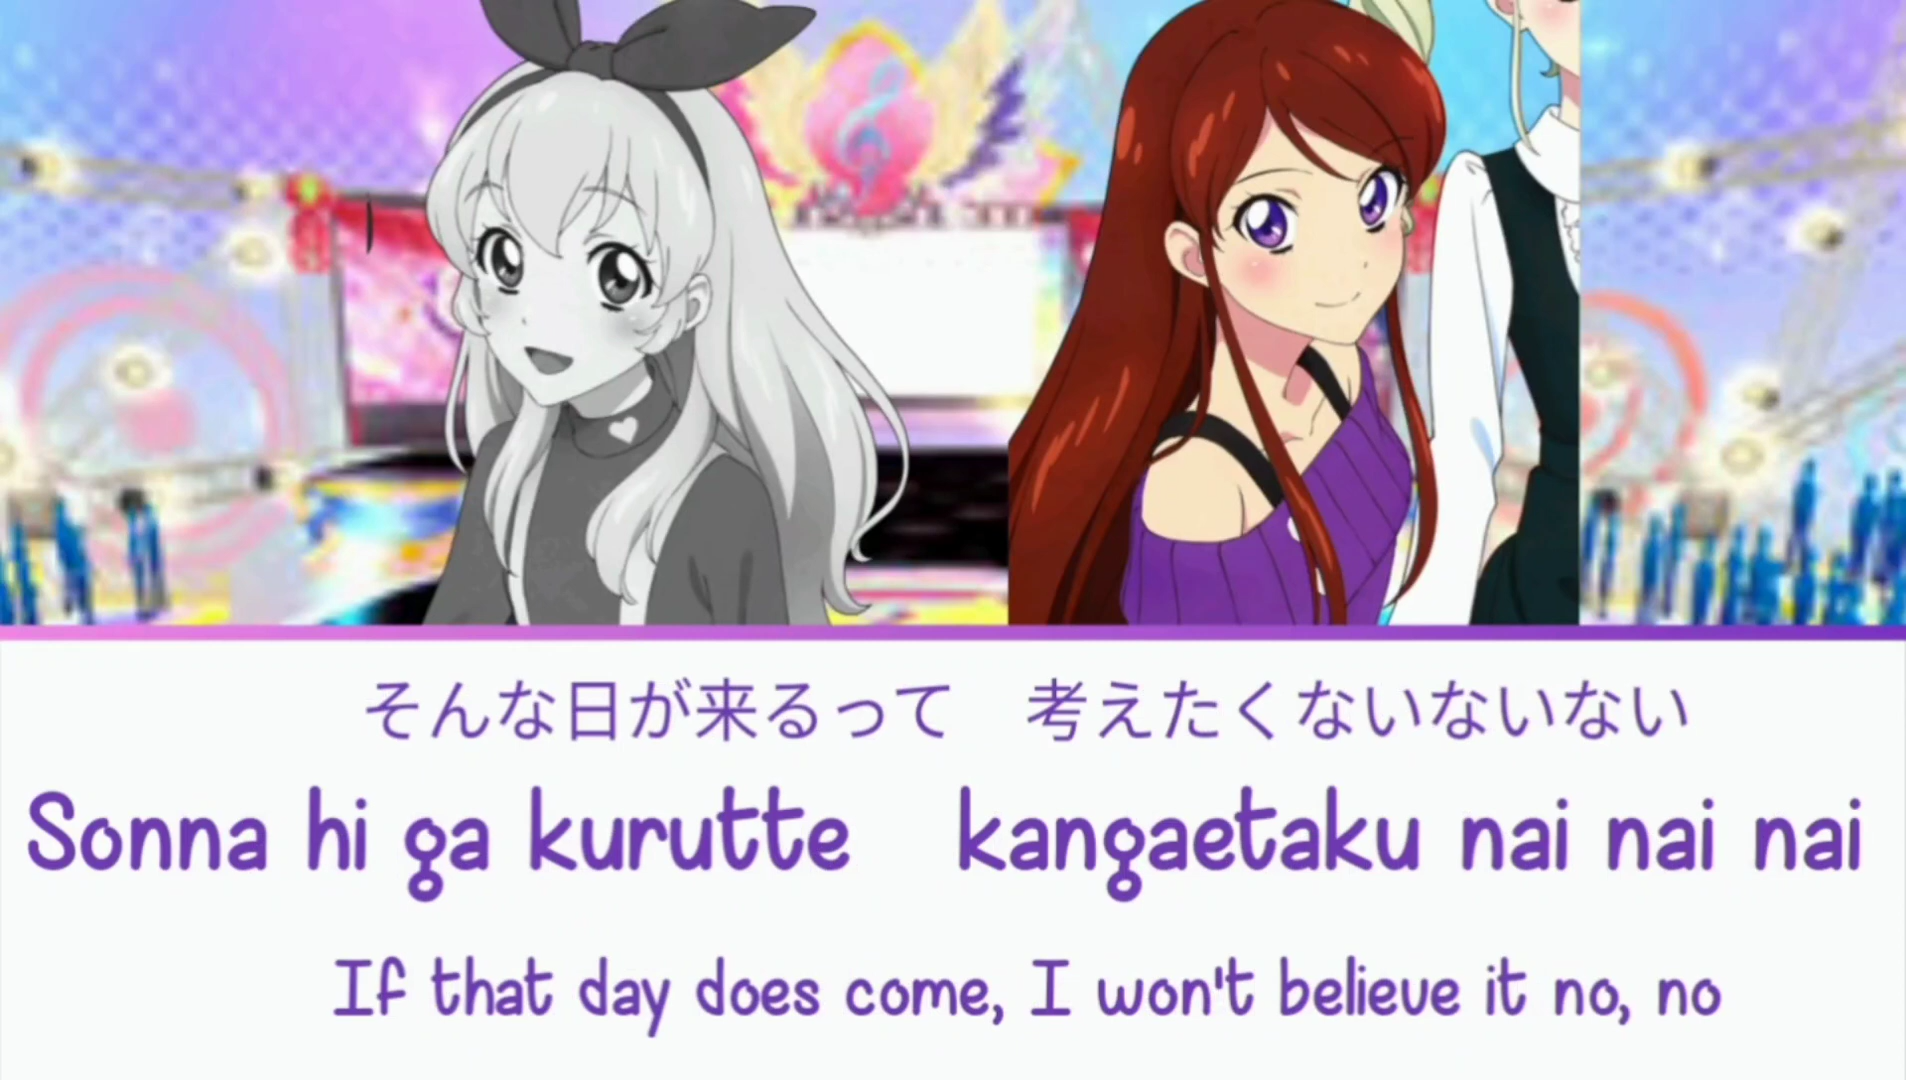 そんな日が来るって　考えたくないないない
Sonna hi ga kurutte kangaetaku nai nai nai
If that day does come, I won't believe it no, no